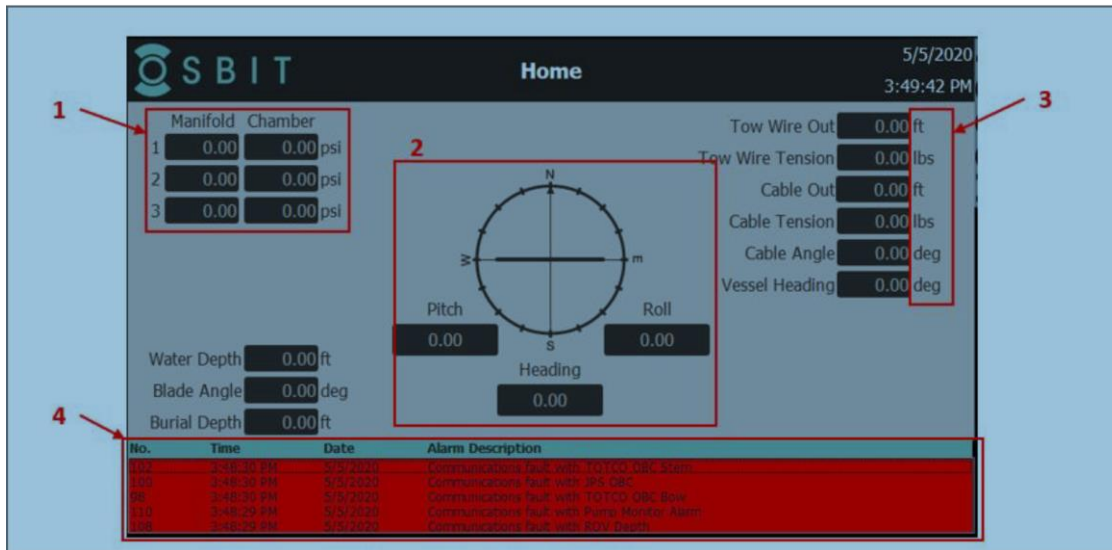 OSBIT
Home
5/5/2020
3:49:42 PM
1
Manifold Chamber
1 0.00 0.00 psi
2 0.00 0.00 psi
3 0.00 0.00 psi
2
N
W
E
S
Pitch
0.00
Roll
0.00
Heading
0.00
3
Tow Wire Out 0.00 ft
Tow Wire Tension 0.00 lbs
Cable Out 0.00 ft
Cable Tension 0.00 lbs
Cable Angle 0.00 deg
Vessel Heading 0.00 deg
Water Depth 0.00 ft
Blade Angle 0.00 deg
Burial Depth 0.00 ft
4
No. Time Date Alarm Description
102 3:48:30 PM 5/5/2020 Communications fault with TOTCO OBC Stern
100 3:48:30 PM 5/5/2020 Communications fault with JRS OBC
98 3:48:30 PM 5/5/2020 Communications fault with TOTCO OBC Bow
110 3:48:29 PM 5/5/2020 Communications fault with Pump Monitor Alarm
108 3:48:29 PM 5/5/2020 Communications fault with ROV Depth